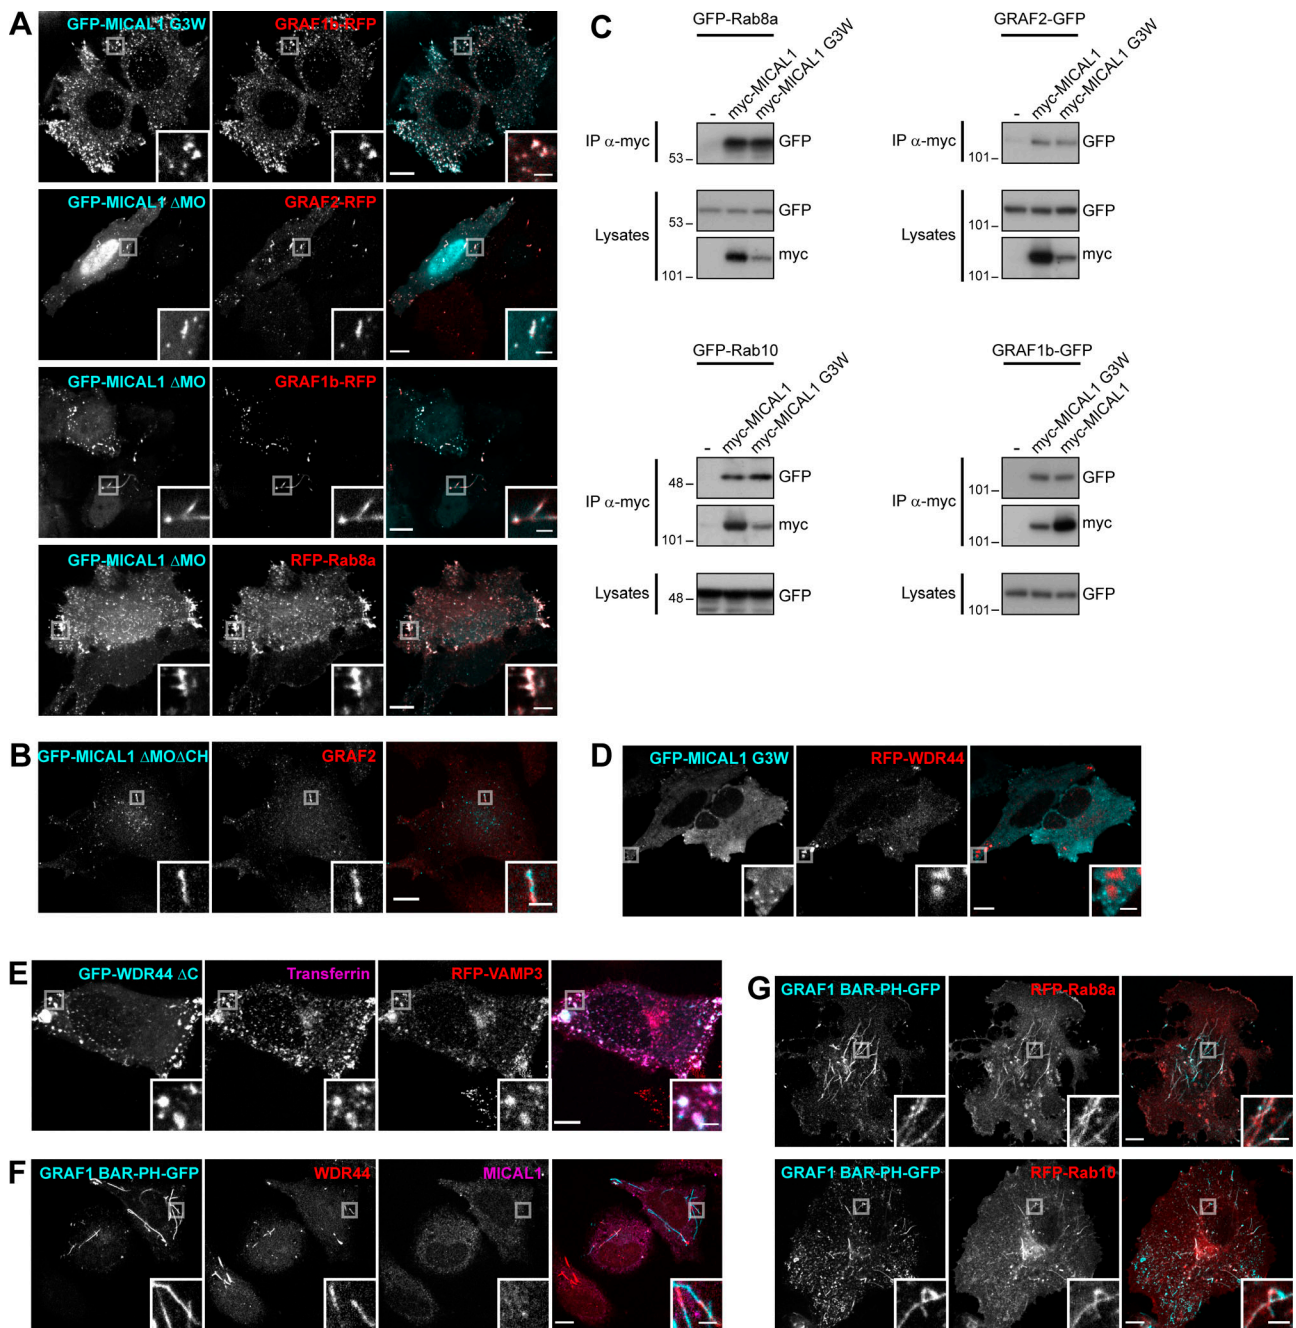 A
GFP-MICAL1 G3W
GRAF1b-RFP
GFP-MICAL1 ΔMO
GRAF2-RFP
GFP-MICAL1 ΔMO
GRAF1b-RFP
GFP-MICAL1 ΔMO
RFP-Rab8a
B
GFP-MICAL1 ΔMOΔCH
GRAF2
C
GFP-Rab8a
- myc-MICAL1 myc-MICAL1 G3W
IP α-myc
53
GFP
Lysates
53
GFP
101
myc
GRAF2-GFP
- myc-MICAL1 myc-MICAL1 G3W
IP α-myc
101
GFP
Lysates
101
GFP
101
myc
GFP-Rab10
- myc-MICAL1 myc-MICAL1 G3W
IP α-myc
48
GFP
101
myc
Lysates
48
GFP
GRAF1b-GFP
- myc-MICAL1 G3W myc-MICAL1
IP α-myc
101
GFP
101
myc
Lysates
101
GFP
D
GFP-MICAL1 G3W
RFP-WDR44
E
GFP-WDR44 ΔC
Transferrin
RFP-VAMP3
F
GRAF1 BAR-PH-GFP
WDR44
MICAL1
G
GRAF1 BAR-PH-GFP
RFP-Rab8a
GRAF1 BAR-PH-GFP
RFP-Rab10